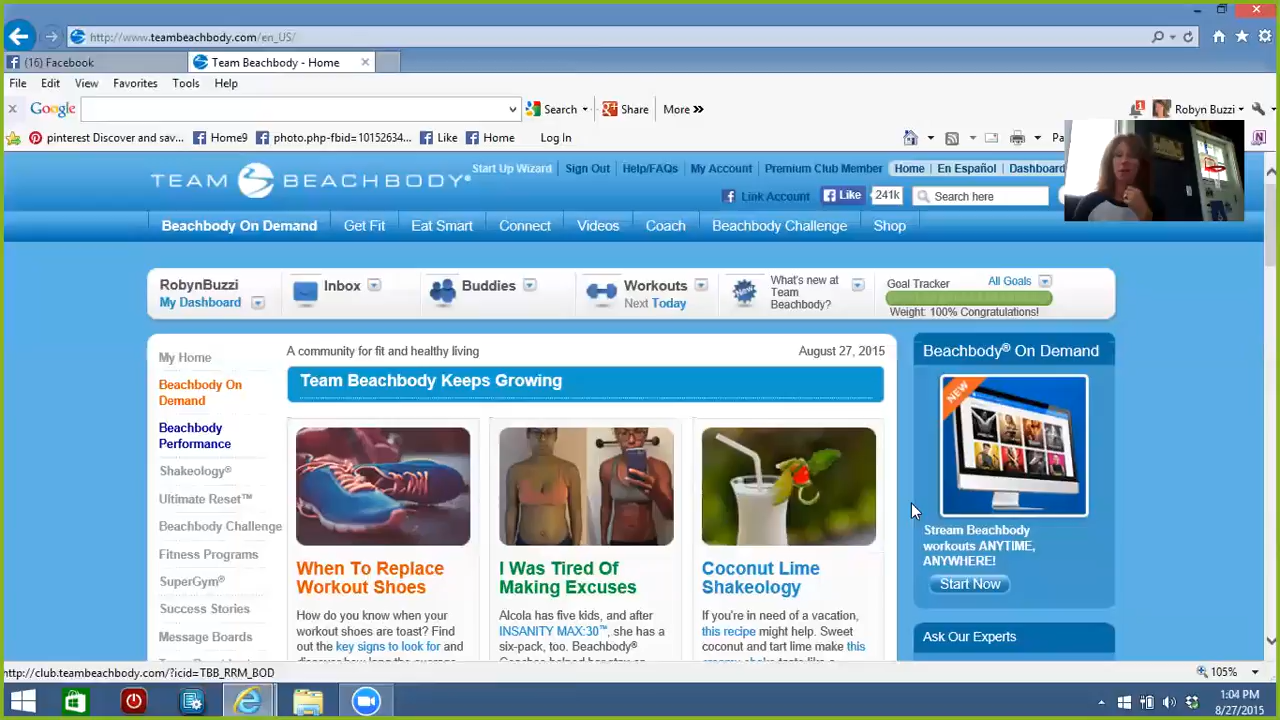 http://www.teambeachbody.com/en_US/
(16) Facebook
Team Beachbody - Home
File Edit View Favorites Tools Help
Google Search Share More » 1 Robyn Buzzi
pinterest Discover and sav... Home9 photo.php-fbid=10152634... Like Home Log In Pa
TEAM BEACHBODY®
Start Up Wizard Sign Out Help/FAQs My Account Premium Club Member Home En Español Dashboard
Link Account Like 241k Search here
Beachbody On Demand Get Fit Eat Smart Connect Videos Coach Beachbody Challenge Shop
RobynBuzzi
My Dashboard
Inbox
Buddies
Workouts
Next Today
New
What's new at
Team
Beachbody?
Goal Tracker All Goals
Weight: 100% Congratulations!
My Home
Beachbody On
Demand
Beachbody
Performance
Shakeology®
Ultimate Reset™
Beachbody Challenge
Fitness Programs
SuperGym®
Success Stories
Message Boards
A community for fit and healthy living August 27, 2015
Team Beachbody Keeps Growing
When To Replace
Workout Shoes
How do you know when your
workout shoes are toast? Find
out the key signs to look for and
I Was Tired Of
Making Excuses
Alcola has five kids, and after
INSANITY MAX:30™, she has a
six-pack, too. Beachbody®
Coconut Lime
Shakeology
If you're in need of a vacation,
this recipe might help. Sweet
coconut and tart lime make this
Beachbody® On Demand
NEW
Stream Beachbody
workouts ANYTIME,
ANYWHERE!
Start Now
Ask Our Experts
http://club.teambeachbody.com/?icid=TBB_RRM_BOD
105%
1:04 PM
8/27/2015